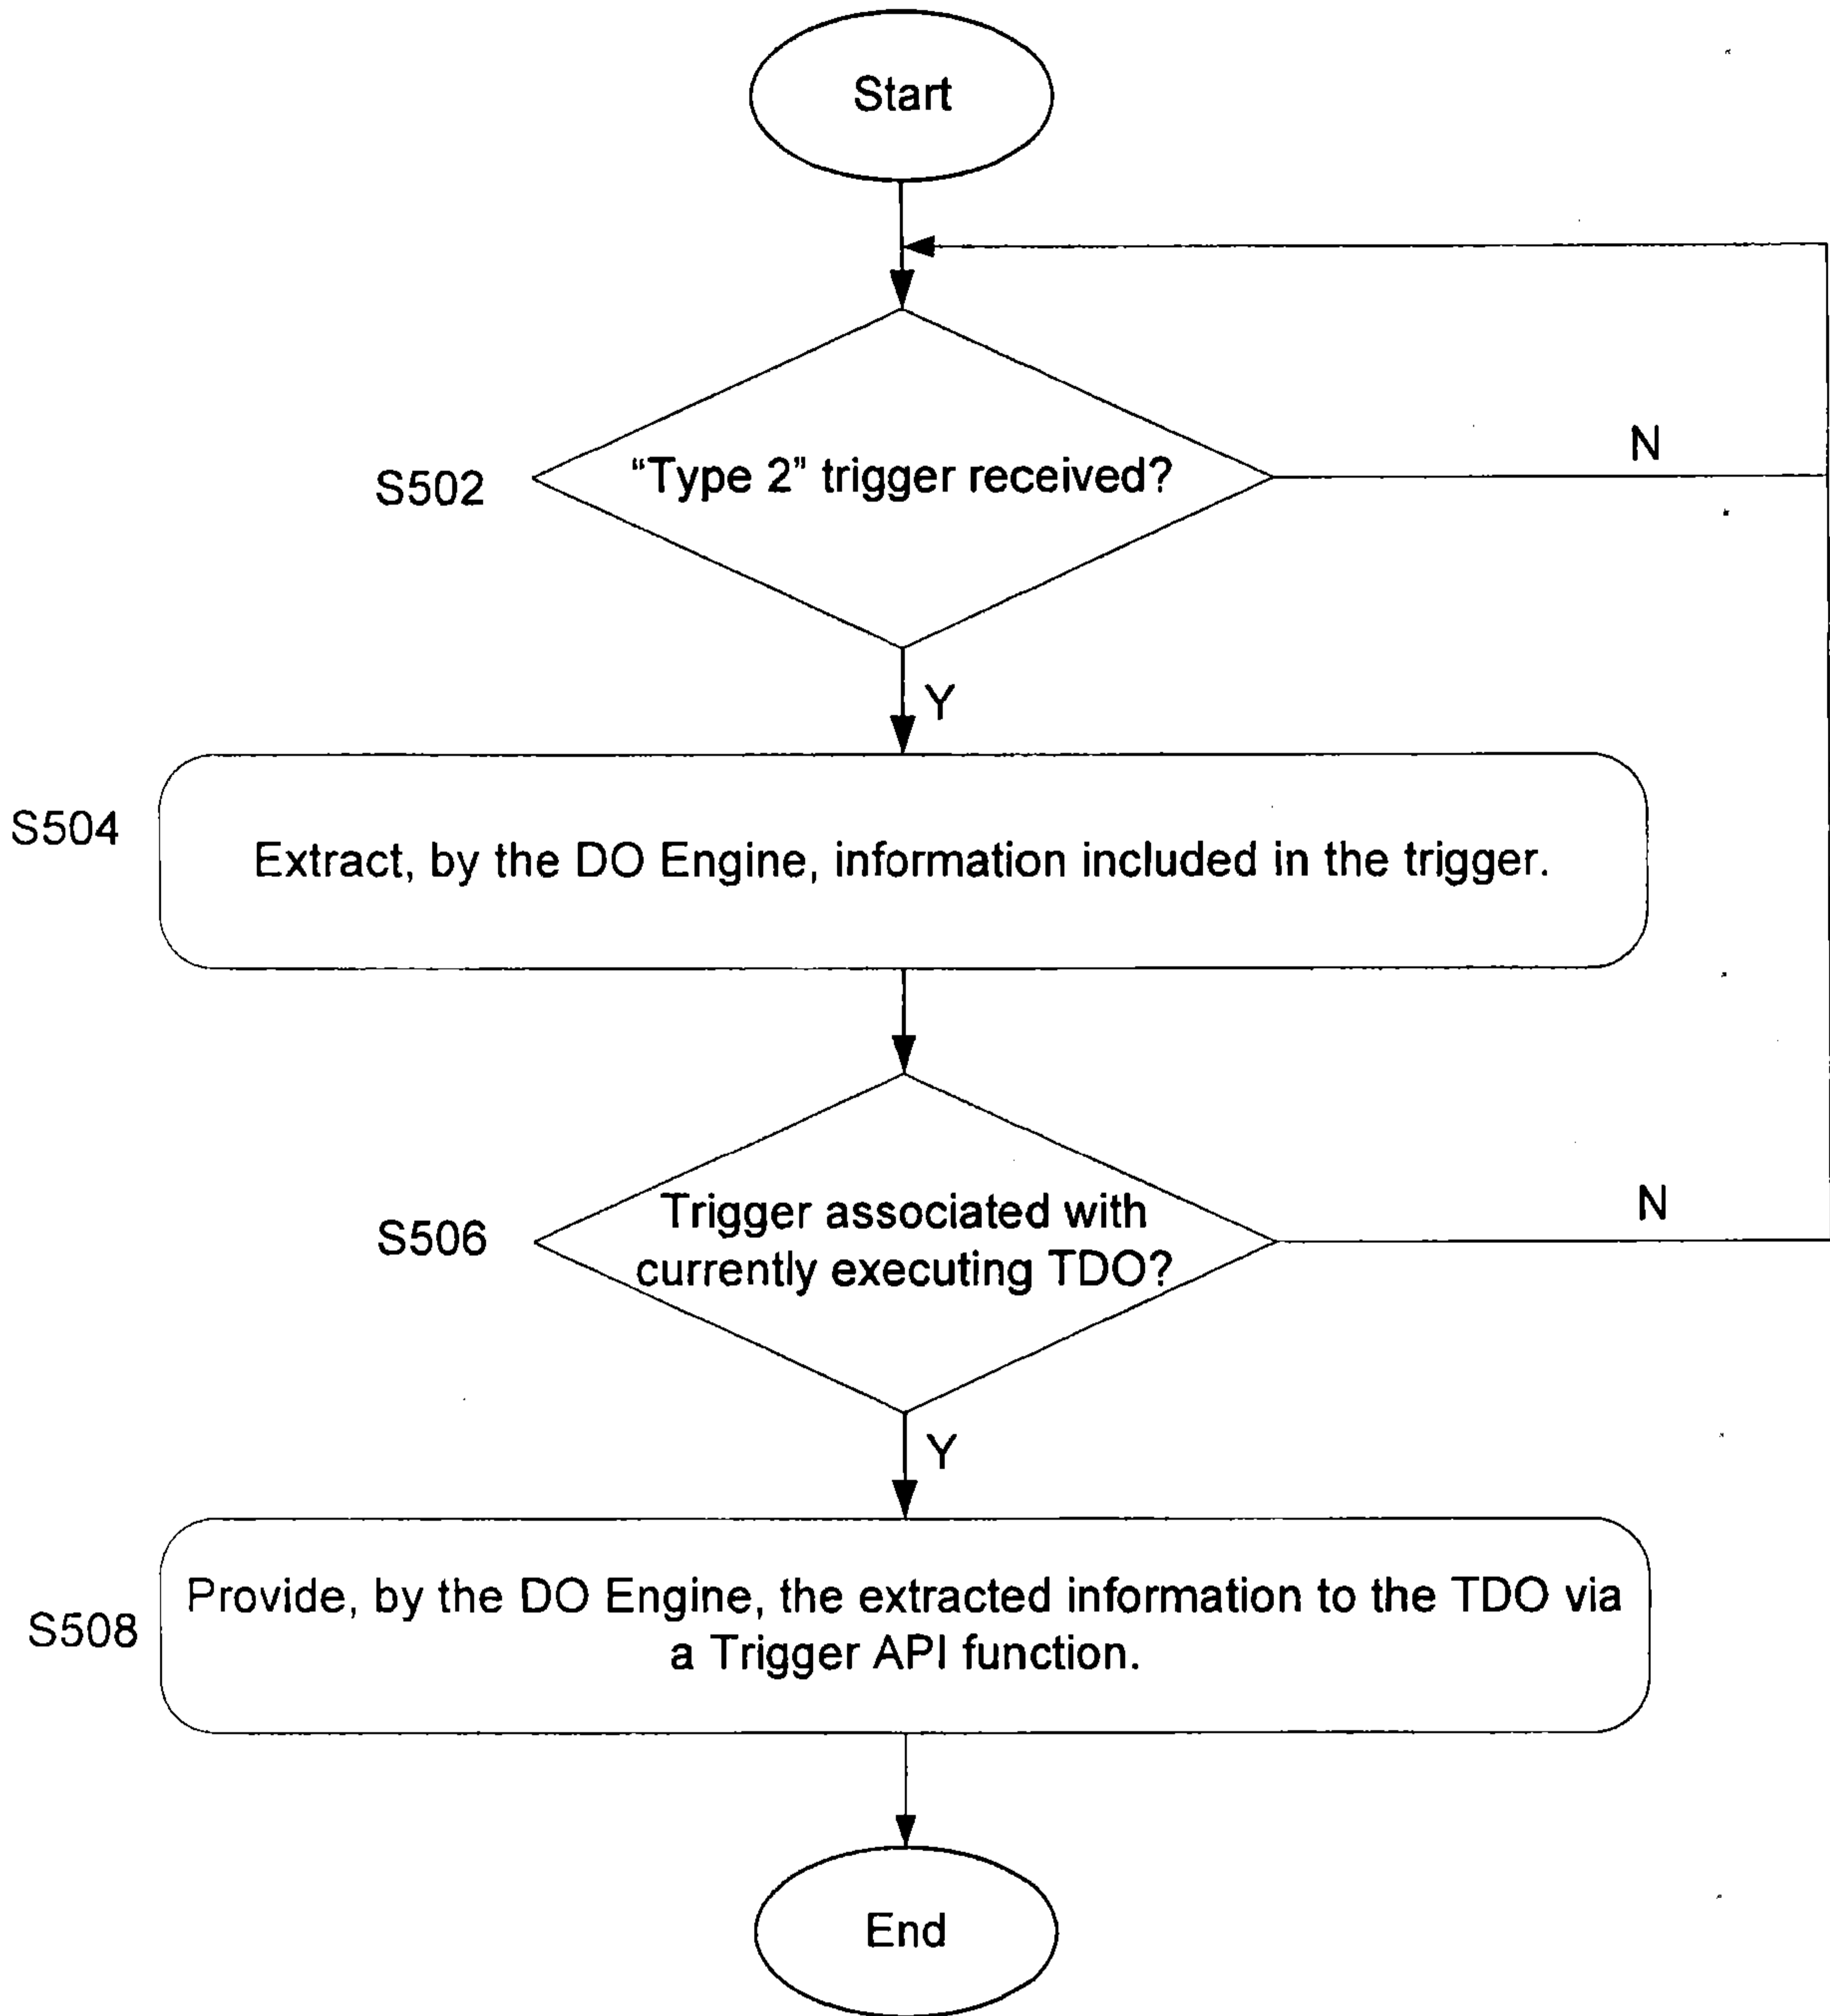 Start
S502
“Type 2” trigger received?
N
Y
S504
Extract, by the DO Engine, information included in the trigger.
S506
Trigger associated with
currently executing TDO?
N
Y
S508
Provide, by the DO Engine, the extracted information to the TDO via
a Trigger API function.
End